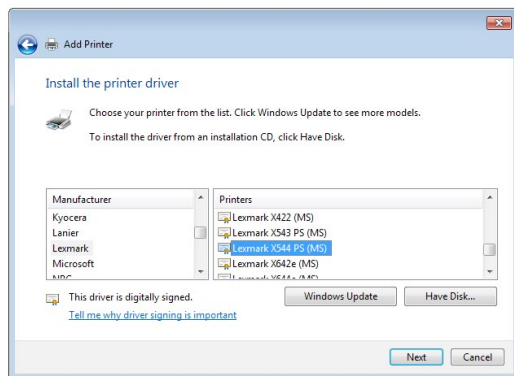 Add Printer
Install the printer driver
Choose your printer from the list. Click Windows Update to see more models.
To install the driver from an installation CD, click Have Disk.
Manufacturer
Kyocera
Lanier
Lexmark
Microsoft
Printers
Lexmark X422 (MS)
Lexmark X543 PS (MS)
Lexmark X544 PS (MS)
Lexmark X642e (MS)
This driver is digitally signed.
Tell me why driver signing is important
Windows Update
Have Disk...
Next
Cancel